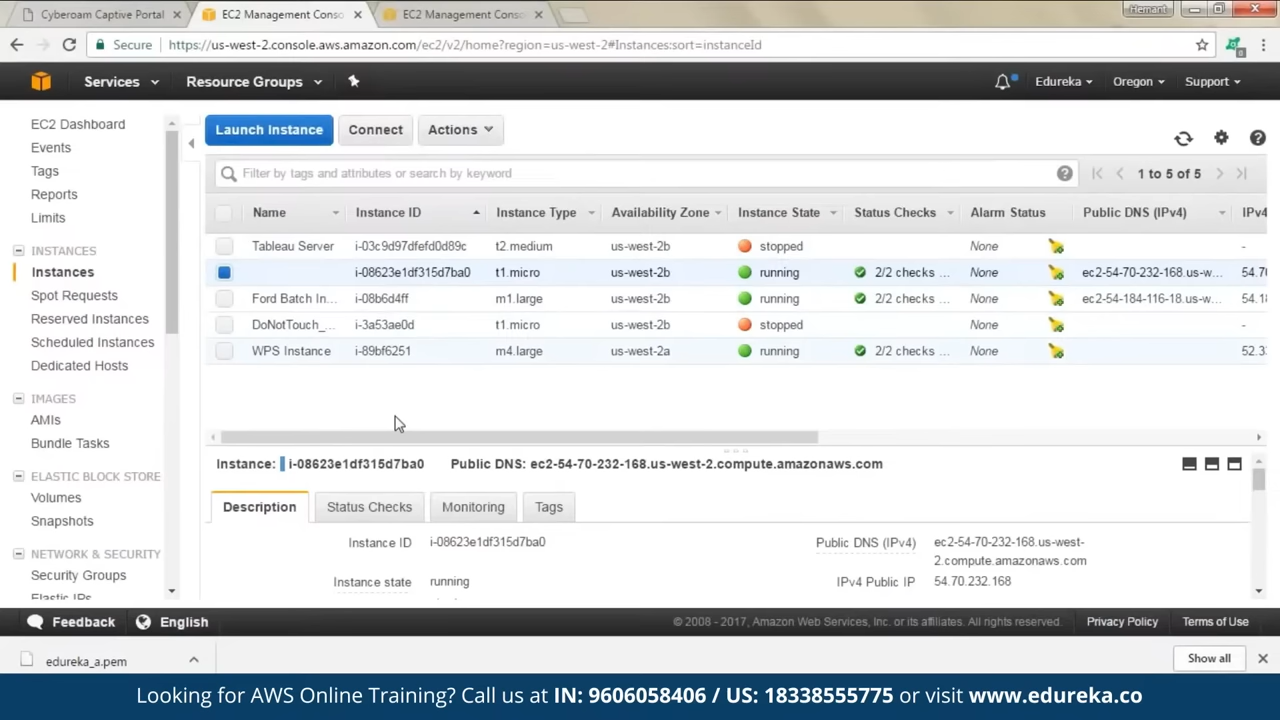 Cyberoam Captive Portal
EC2 Management Conso
EC2 Management Conso
Hemant
Secure
https://us-west-2.console.aws.amazon.com/ec2/v2/home?region=us-west-2#Instances:sort=instanceId
Services
Resource Groups
Edureka
Oregon
Support
EC2 Dashboard
Events
Tags
Reports
Limits
INSTANCES
Instances
Spot Requests
Reserved Instances
Scheduled Instances
Dedicated Hosts
IMAGES
AMIs
Bundle Tasks
ELASTIC BLOCK STORE
Volumes
Snapshots
NETWORK & SECURITY
Security Groups
Elastic IPs
Launch Instance
Connect
Actions
Filter by tags and attributes or search by keyword
1 to 5 of 5
Name Instance ID Instance Type Availability Zone Instance State Status Checks Alarm Status Public DNS (IPv4) IPv4
Tableau Server i-03c9d97dfefd0d89c t2.medium us-west-2b stopped None -
i-08623e1df315d7ba0 t1.micro us-west-2b running 2/2 checks ... None ec2-54-70-232-168.us-w... 54.70
Ford Batch In... i-08b6d4ff m1.large us-west-2b running 2/2 checks ... None ec2-54-184-116-18.us-w... 54.18
DoNotTouch_... i-3a53ae0d t1.micro us-west-2b stopped None -
WPS Instance i-89bf6251 m4.large us-west-2a running 2/2 checks ... None 52.3
Instance: i-08623e1df315d7ba0 Public DNS: ec2-54-70-232-168.us-west-2.compute.amazonaws.com
Description
Status Checks
Monitoring
Tags
Instance ID i-08623e1df315d7ba0
Public DNS (IPv4) ec2-54-70-232-168.us-west-
2.compute.amazonaws.com
Instance state running
IPv4 Public IP 54.70.232.168
Feedback
English
© 2008 - 2017, Amazon Web Services, Inc. or its affiliates. All rights reserved.
Privacy Policy
Terms of Use
edureka_a.pem
Show all
Looking for AWS Online Training? Call us at IN: 9606058406 / US: 18338555775 or visit www.edureka.co